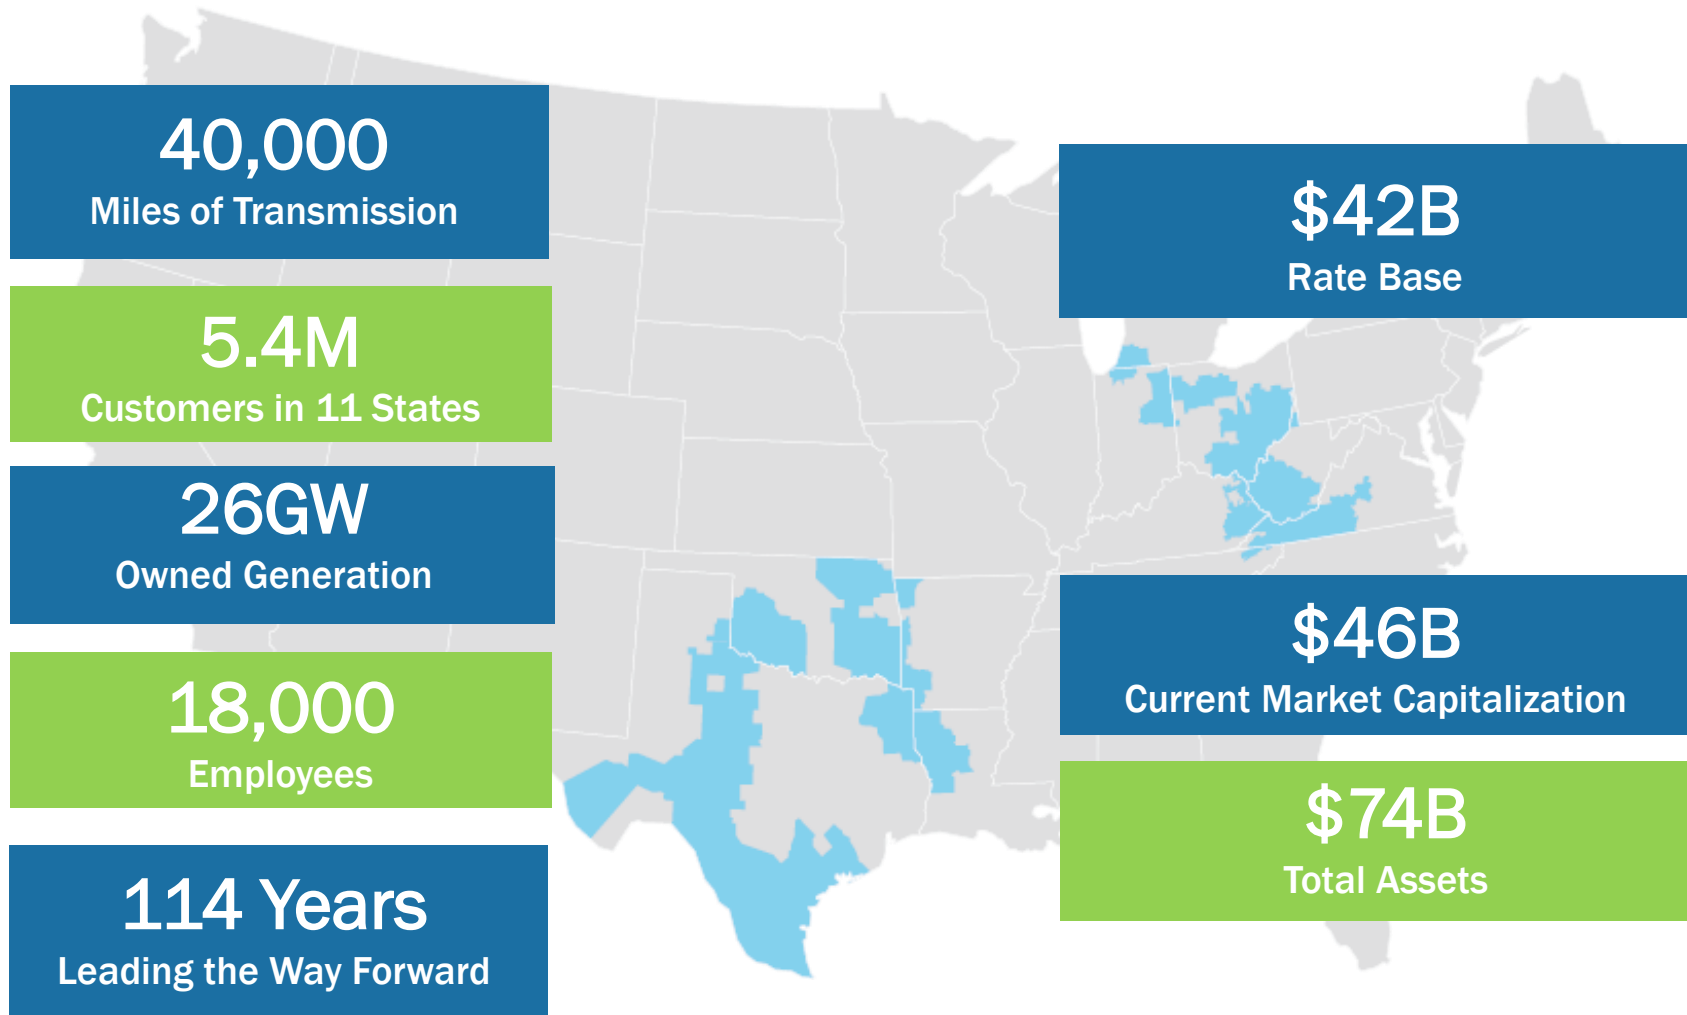 40,000
Miles of Transmission
5.4M
Customers in 11 States
26GW
Owned Generation
18,000
Employees
114 Years
Leading the Way Forward
$42B
Rate Base
$46B
Current Market Capitalization
$74B
Total Assets